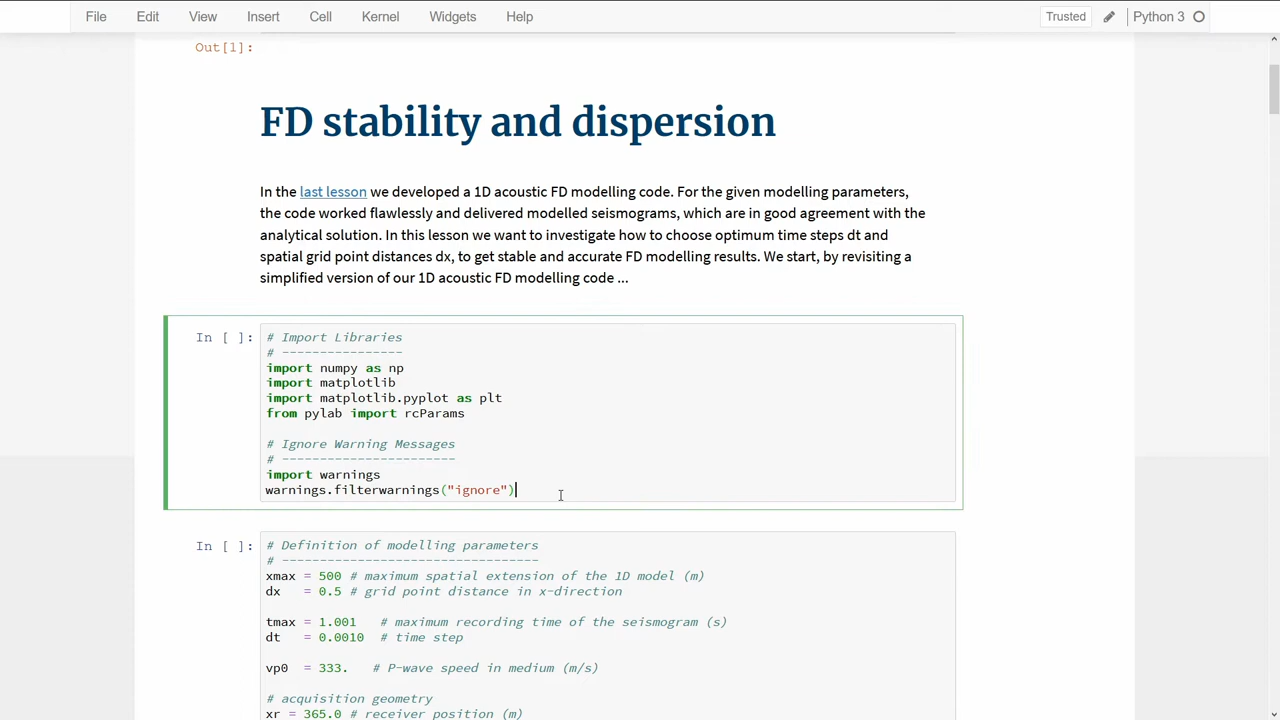 File Edit View Insert Cell Kernel Widgets Help Trusted Python 3
Out[1]:
FD stability and dispersion
In the last lesson we developed a 1D acoustic FD modelling code. For the given modelling parameters,
the code worked flawlessly and delivered modelled seismograms, which are in good agreement with the
analytical solution. In this lesson we want to investigate how to choose optimum time steps dt and
spatial grid point distances dx, to get stable and accurate FD modelling results. We start, by revisiting a
simplified version of our 1D acoustic FD modelling code ...
In [ ]: # Import Libraries
# ----------------
import numpy as np
import matplotlib
import matplotlib.pyplot as plt
from pylab import rcParams
# Ignore Warning Messages
# -----------------------
import warnings
warnings.filterwarnings("ignore")
In [ ]: # Definition of modelling parameters
# ----------------------------------
xmax = 500 # maximum spatial extension of the 1D model (m)
dx   = 0.5 # grid point distance in x-direction
tmax = 1.001   # maximum recording time of the seismogram (s)
dt   = 0.0010  # time step
vp0  = 333.   # P-wave speed in medium (m/s)
# acquisition geometry
xr = 365.0 # receiver position (m)